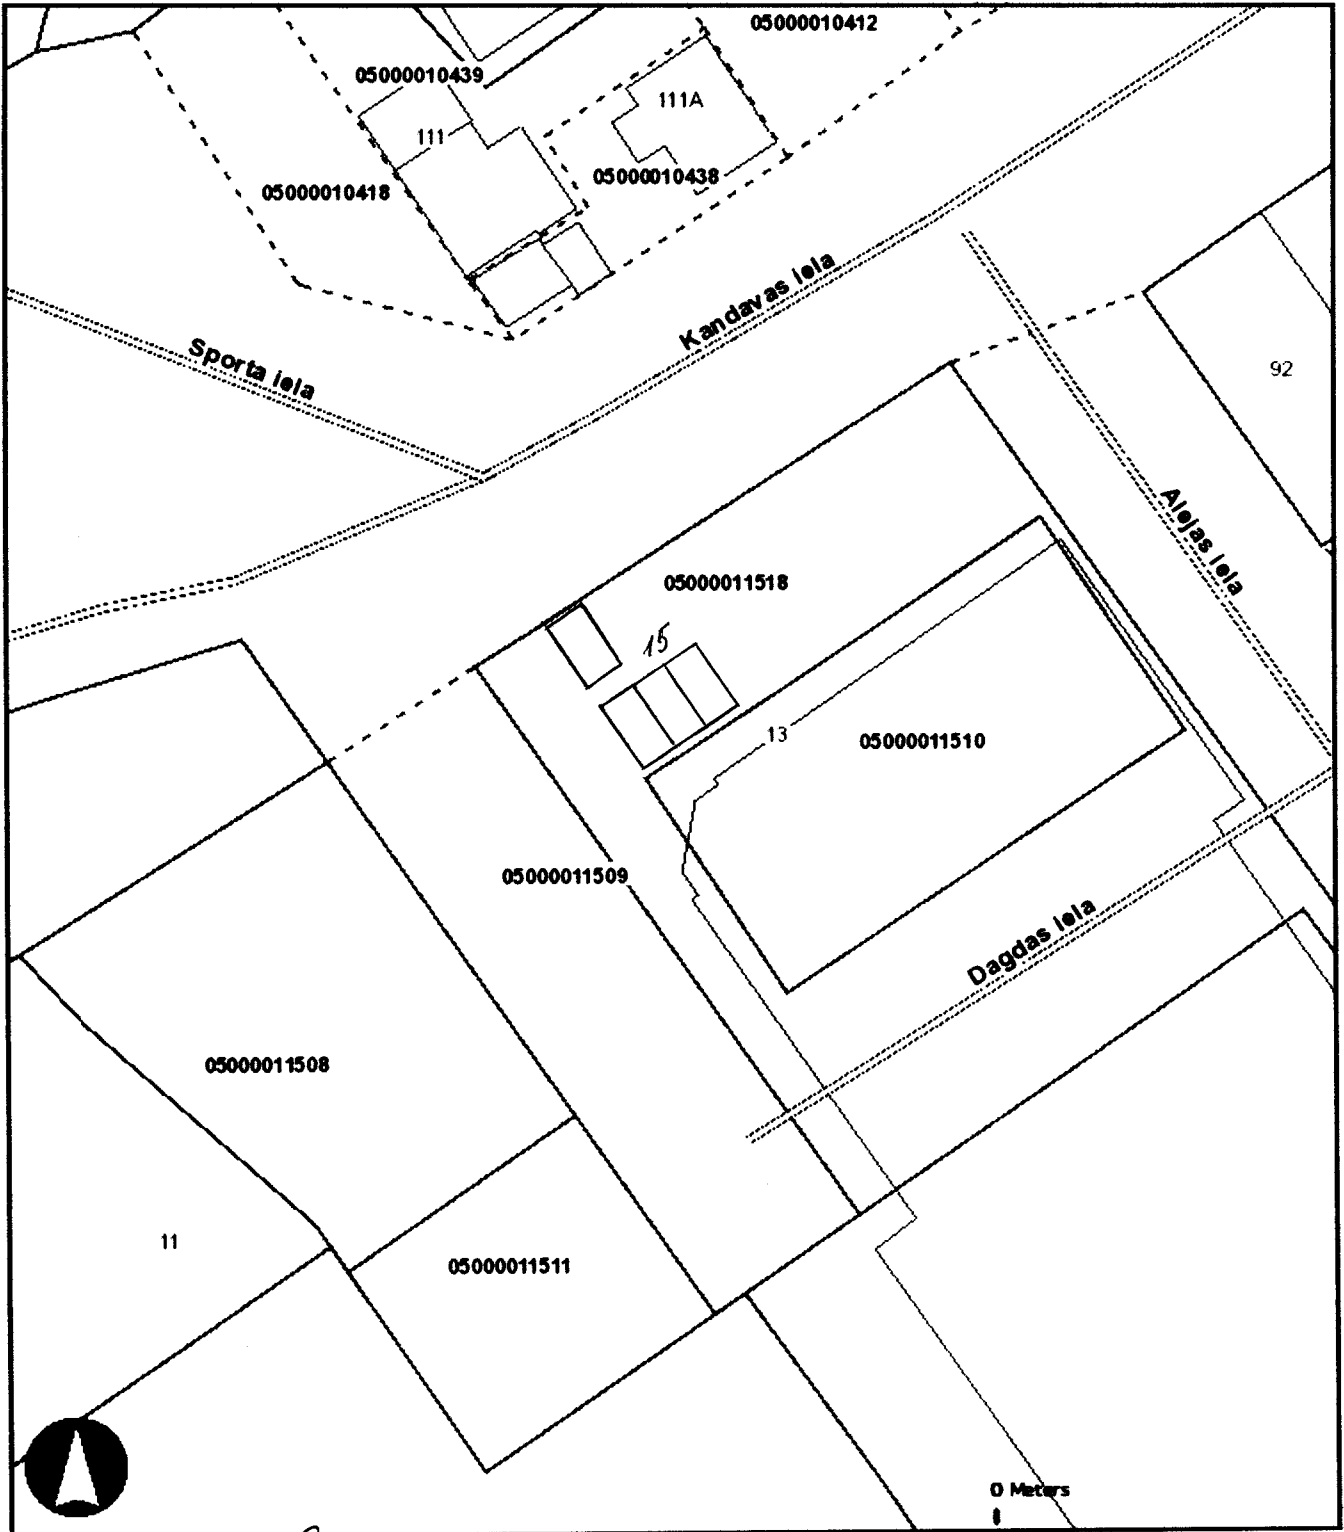 05000010412
05000010439
111A
111
05000010438
05000010418
Kandavas iela
Sporta iela
92
Alejas iela
05000011518
15
13
05000011510
05000011509
Dagdas iela
05000011508
11
05000011511
0 Meters